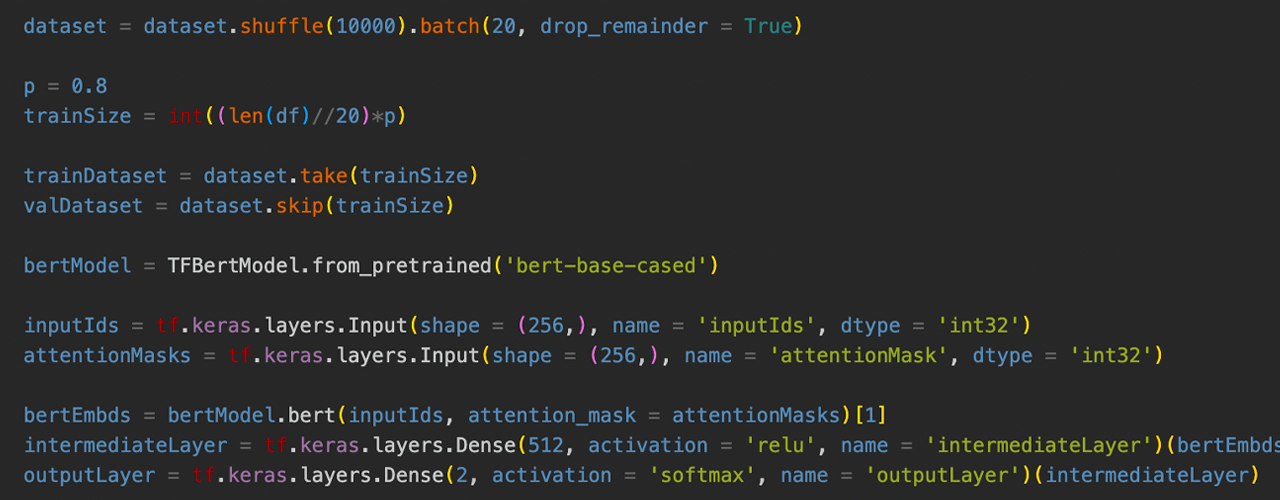 dataset = dataset.shuffle(10000).batch(20, drop_remainder = True)
p = 0.8
trainSize = int((len(df)//20)*p)
trainDataset = dataset.take(trainSize)
valDataset = dataset.skip(trainSize)
bertModel = TFBertModel.from_pretrained('bert-base-cased')
inputIds = tf.keras.layers.Input(shape = (256,), name = 'inputIds', dtype = 'int32')
attentionMasks = tf.keras.layers.Input(shape = (256,), name = 'attentionMask', dtype = 'int32')
bertEmbds = bertModel.bert(inputIds, attention_mask = attentionMasks)[1]
intermediateLayer = tf.keras.layers.Dense(512, activation = 'relu', name = 'intermediateLayer')(bertEmbds
outputLayer = tf.keras.layers.Dense(2, activation = 'softmax', name = 'outputLayer')(intermediateLayer)